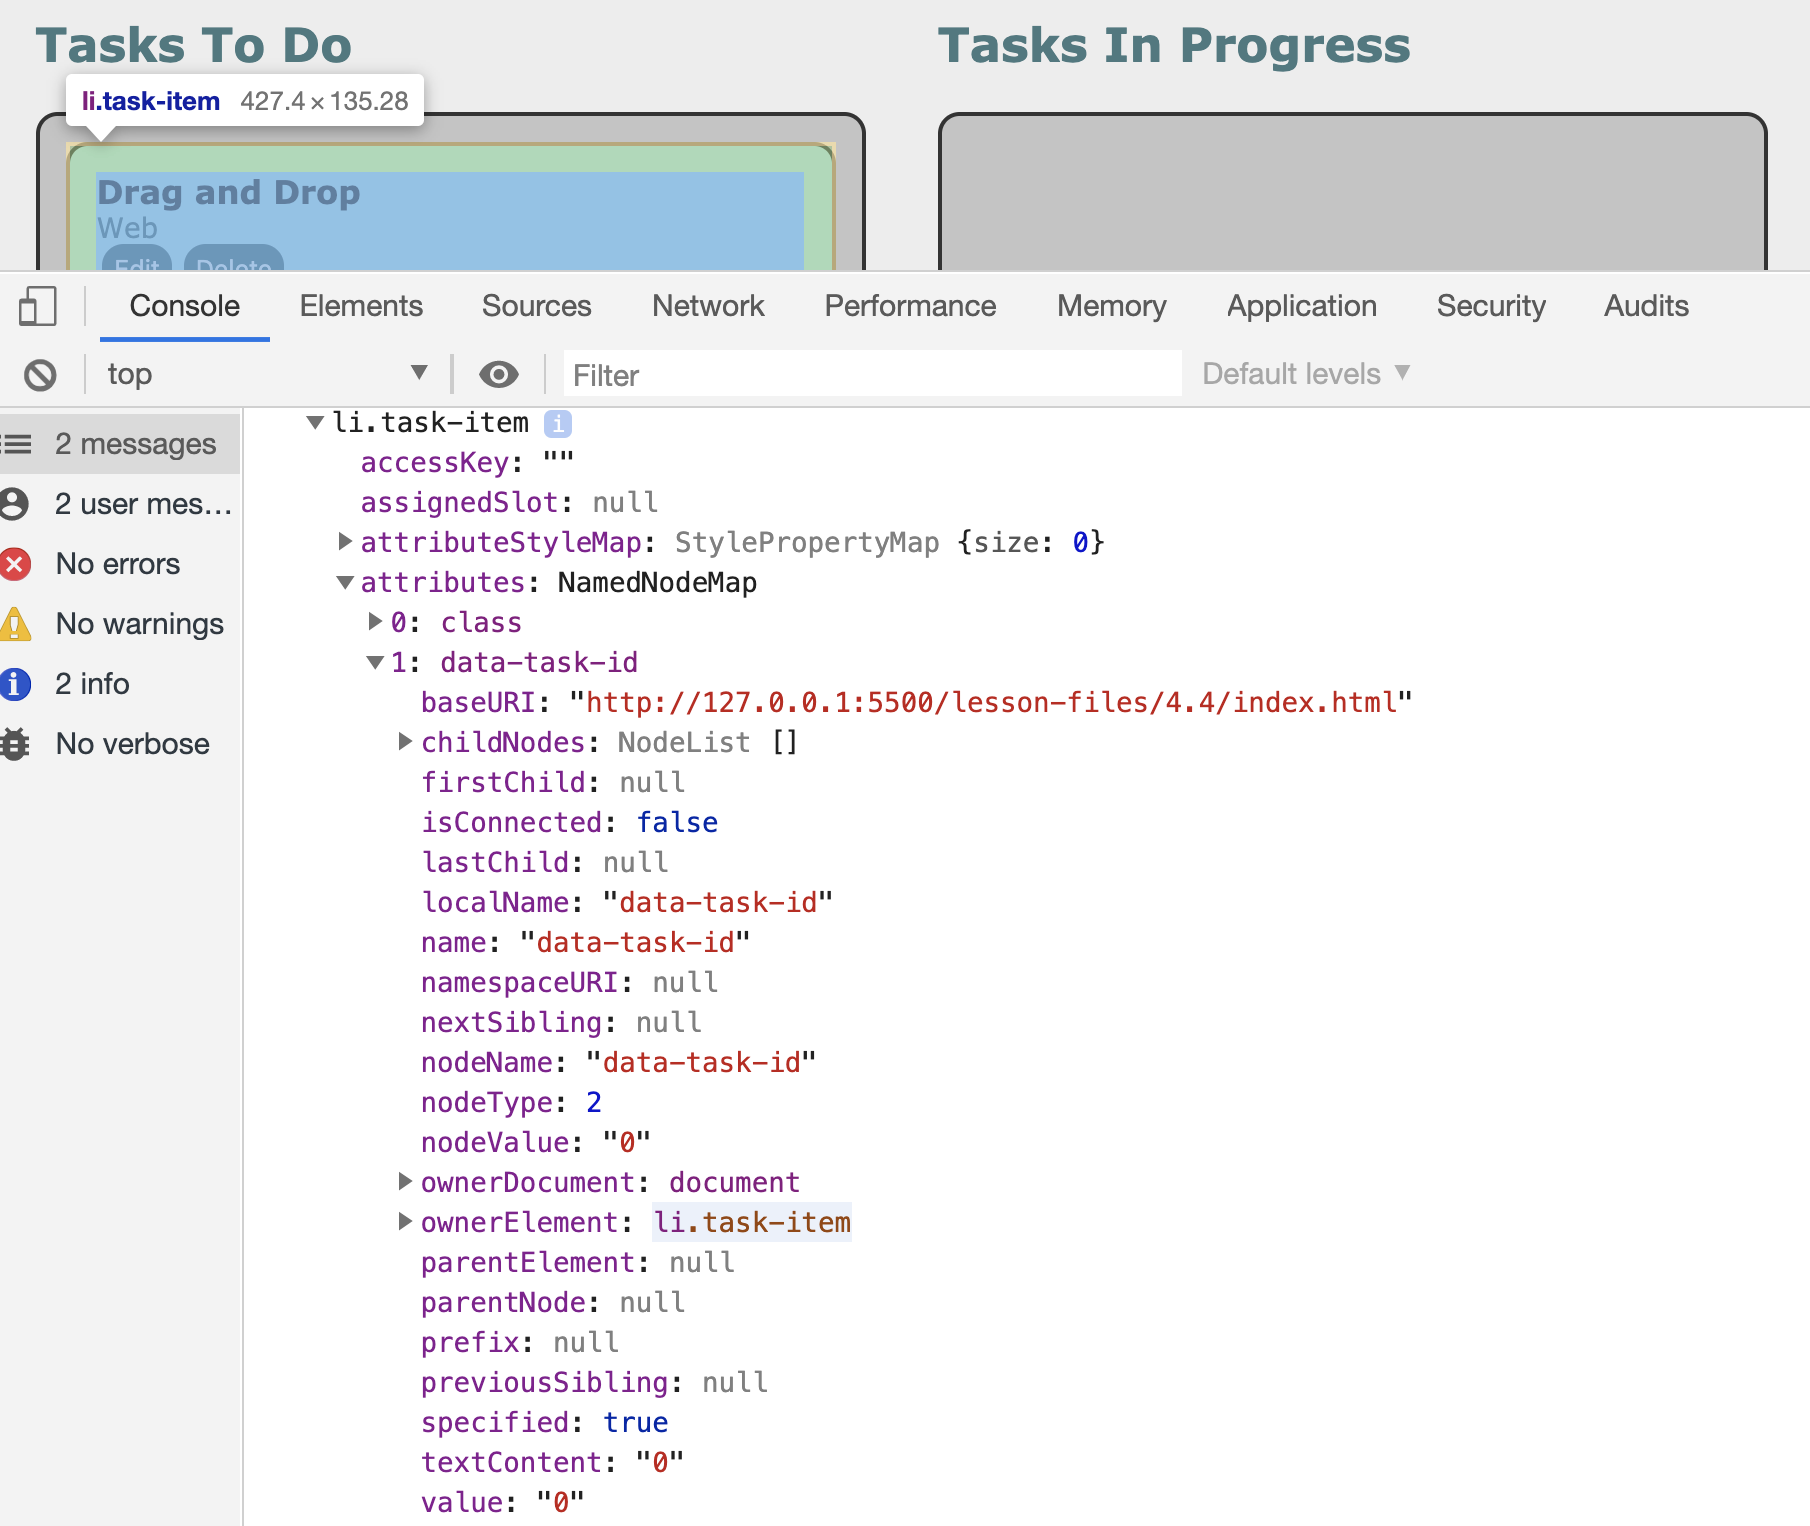 Tasks To Do
Tasks In Progress
li.task-item 427.4×135.28
Drag and Drop
Web
Edit Delete
Console Elements Sources Network Performance Memory Application Security Audits
top Filter Default levels
2 messages
2 user mes...
No errors
No warnings
2 info
No verbose
li.task-item i
accessKey: ""
assignedSlot: null
attributeStyleMap: StylePropertyMap {size: 0}
attributes: NamedNodeMap
0: class
1: data-task-id
baseURI: "http://127.0.0.1:5500/lesson-files/4.4/index.html"
childNodes: NodeList []
firstChild: null
isConnected: false
lastChild: null
localName: "data-task-id"
name: "data-task-id"
namespaceURI: null
nextSibling: null
nodeName: "data-task-id"
nodeType: 2
nodeValue: "0"
ownerDocument: document
ownerElement: li.task-item
parentElement: null
parentNode: null
prefix: null
previousSibling: null
specified: true
textContent: "0"
value: "0"